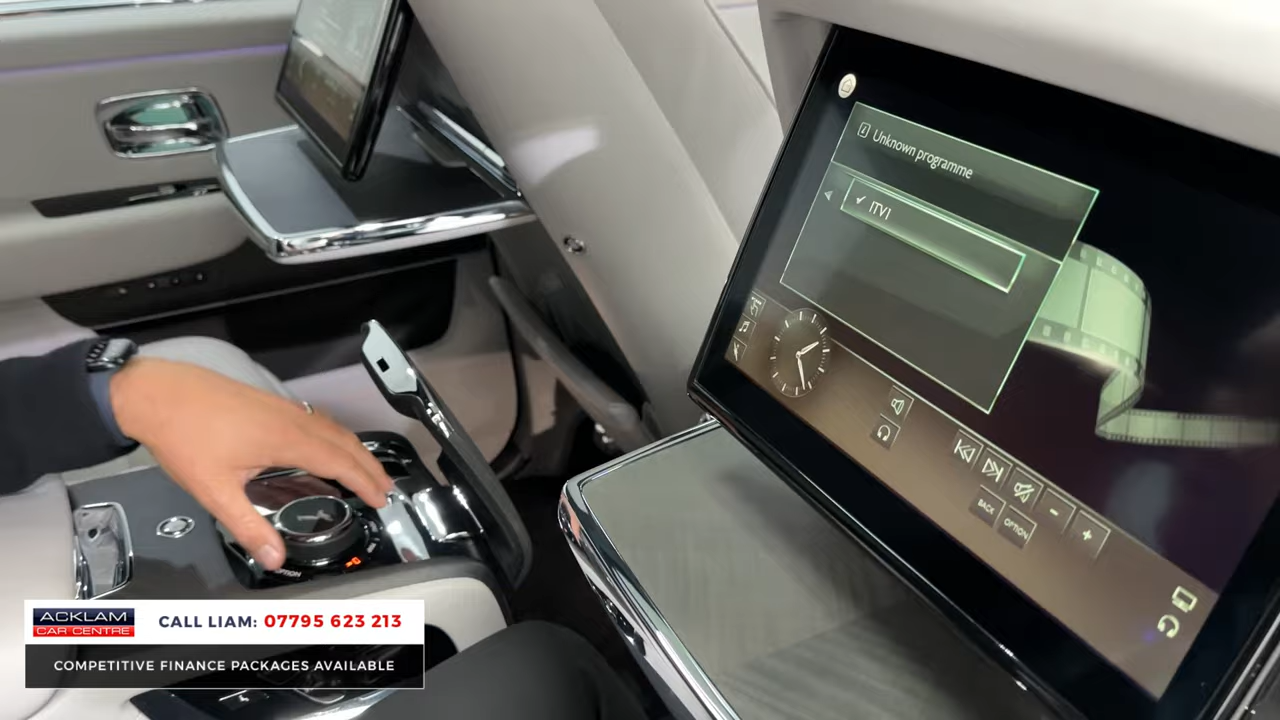 Unknown programme
ITV1
BACK
OPTION
ACKLAM
CAR CENTRE
CALL LIAM: 07795 623 213
COMPETITIVE FINANCE PACKAGES AVAILABLE